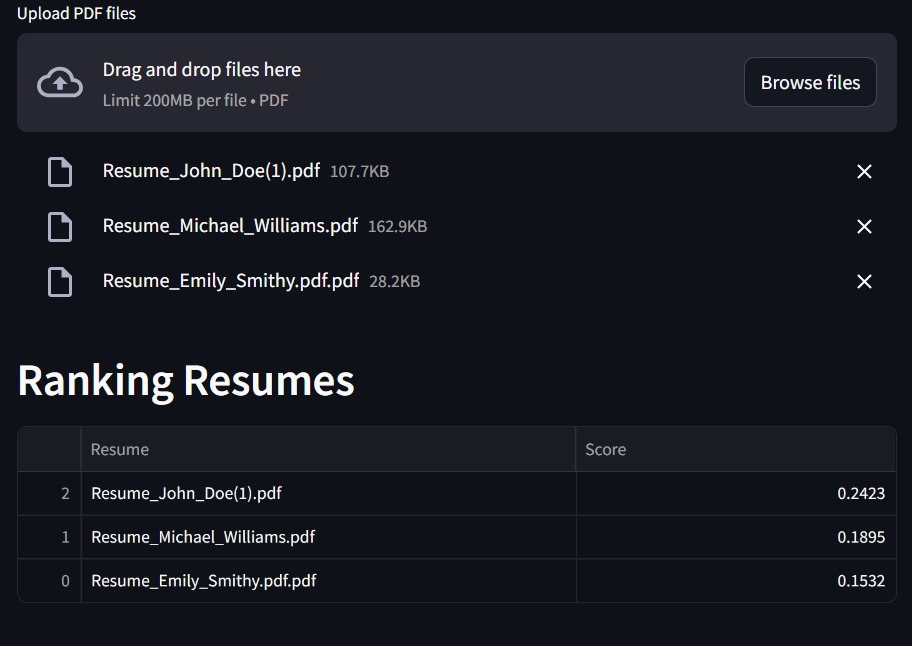 Upload PDF files
Drag and drop files here
Limit 200MB per file • PDF
Browse files
Resume_John_Doe(1).pdf 107.7KB
Resume_Michael_Williams.pdf 162.9KB
Resume_Emily_Smithy.pdf.pdf 28.2KB
Ranking Resumes
Resume Score
2 Resume_John_Doe(1).pdf 0.2423
1 Resume_Michael_Williams.pdf 0.1895
0 Resume_Emily_Smithy.pdf.pdf 0.1532